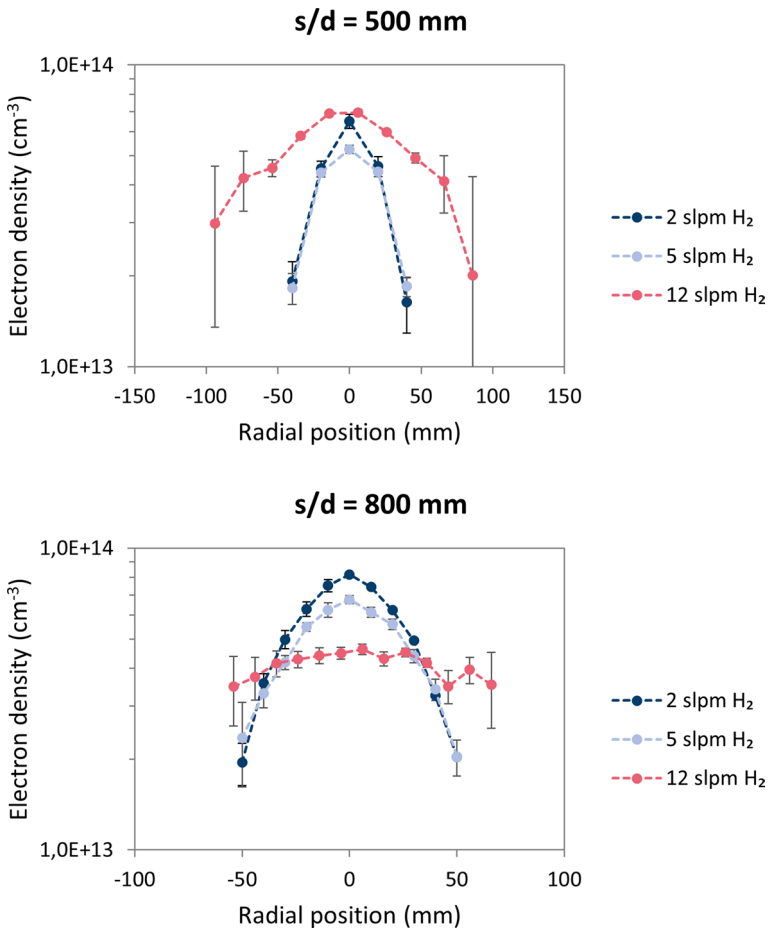 s/d = 500 mm
1,0E+14
Electron density (cm⁻³)
2 slpm H₂
5 slpm H₂
12 slpm H₂
1,0E+13
-150 -100 -50 0 50 100 150
Radial position (mm)
s/d = 800 mm
1,0E+14
Electron density (cm⁻³)
2 slpm H₂
5 slpm H₂
12 slpm H₂
1,0E+13
-100 -50 0 50 100
Radial position (mm)